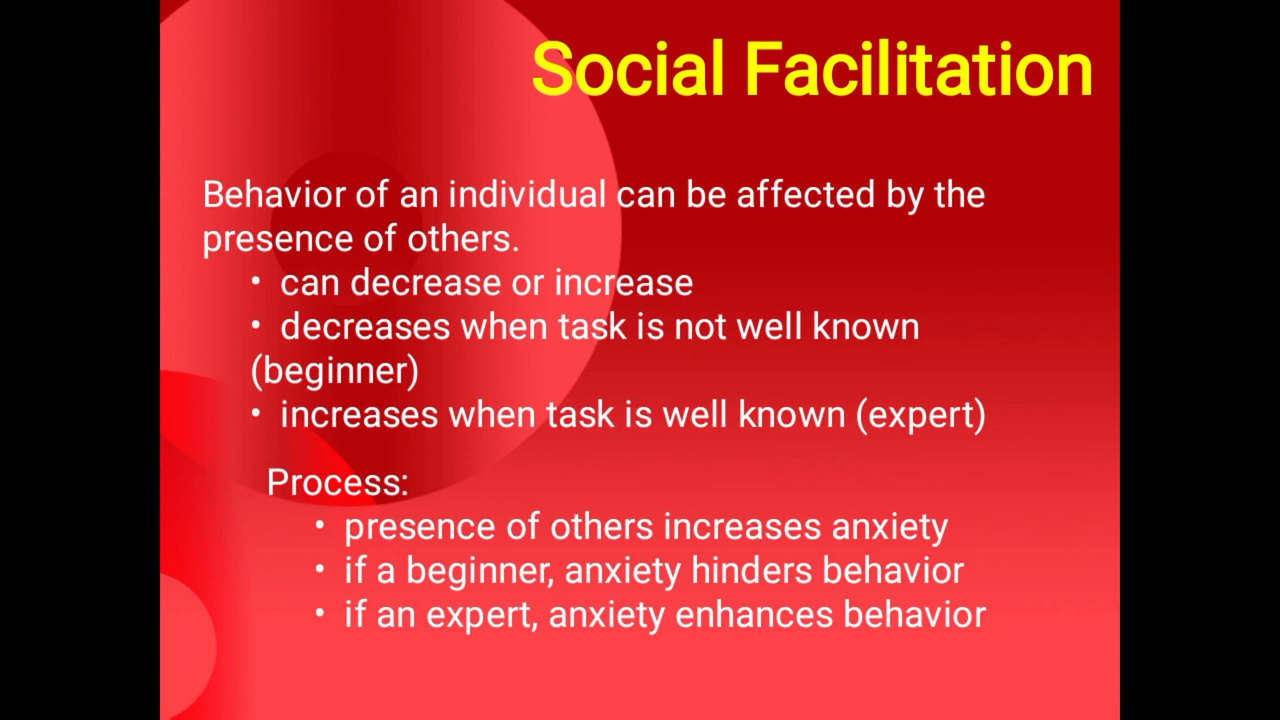 Social Facilitation
Behavior of an individual can be affected by the
presence of others.
• can decrease or increase
• decreases when task is not well known
(beginner)
• increases when task is well known (expert)
Process:
• presence of others increases anxiety
• if a beginner, anxiety hinders behavior
• if an expert, anxiety enhances behavior